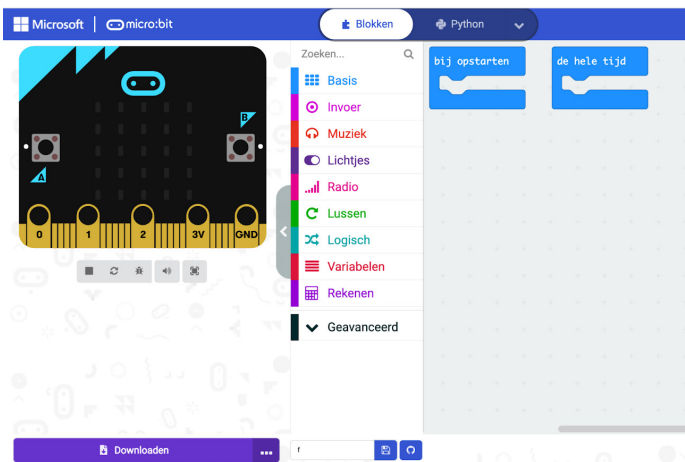 Microsoft
micro:bit
Blokken
Python
B
A
0
1
2
3V
GND
Zoeken...
Basis
Invoer
Muziek
Lichtjes
Radio
Lussen
Logisch
Variabelen
Rekenen
Geavanceerd
bij opstarten
de hele tijd
Downloaden
...
f